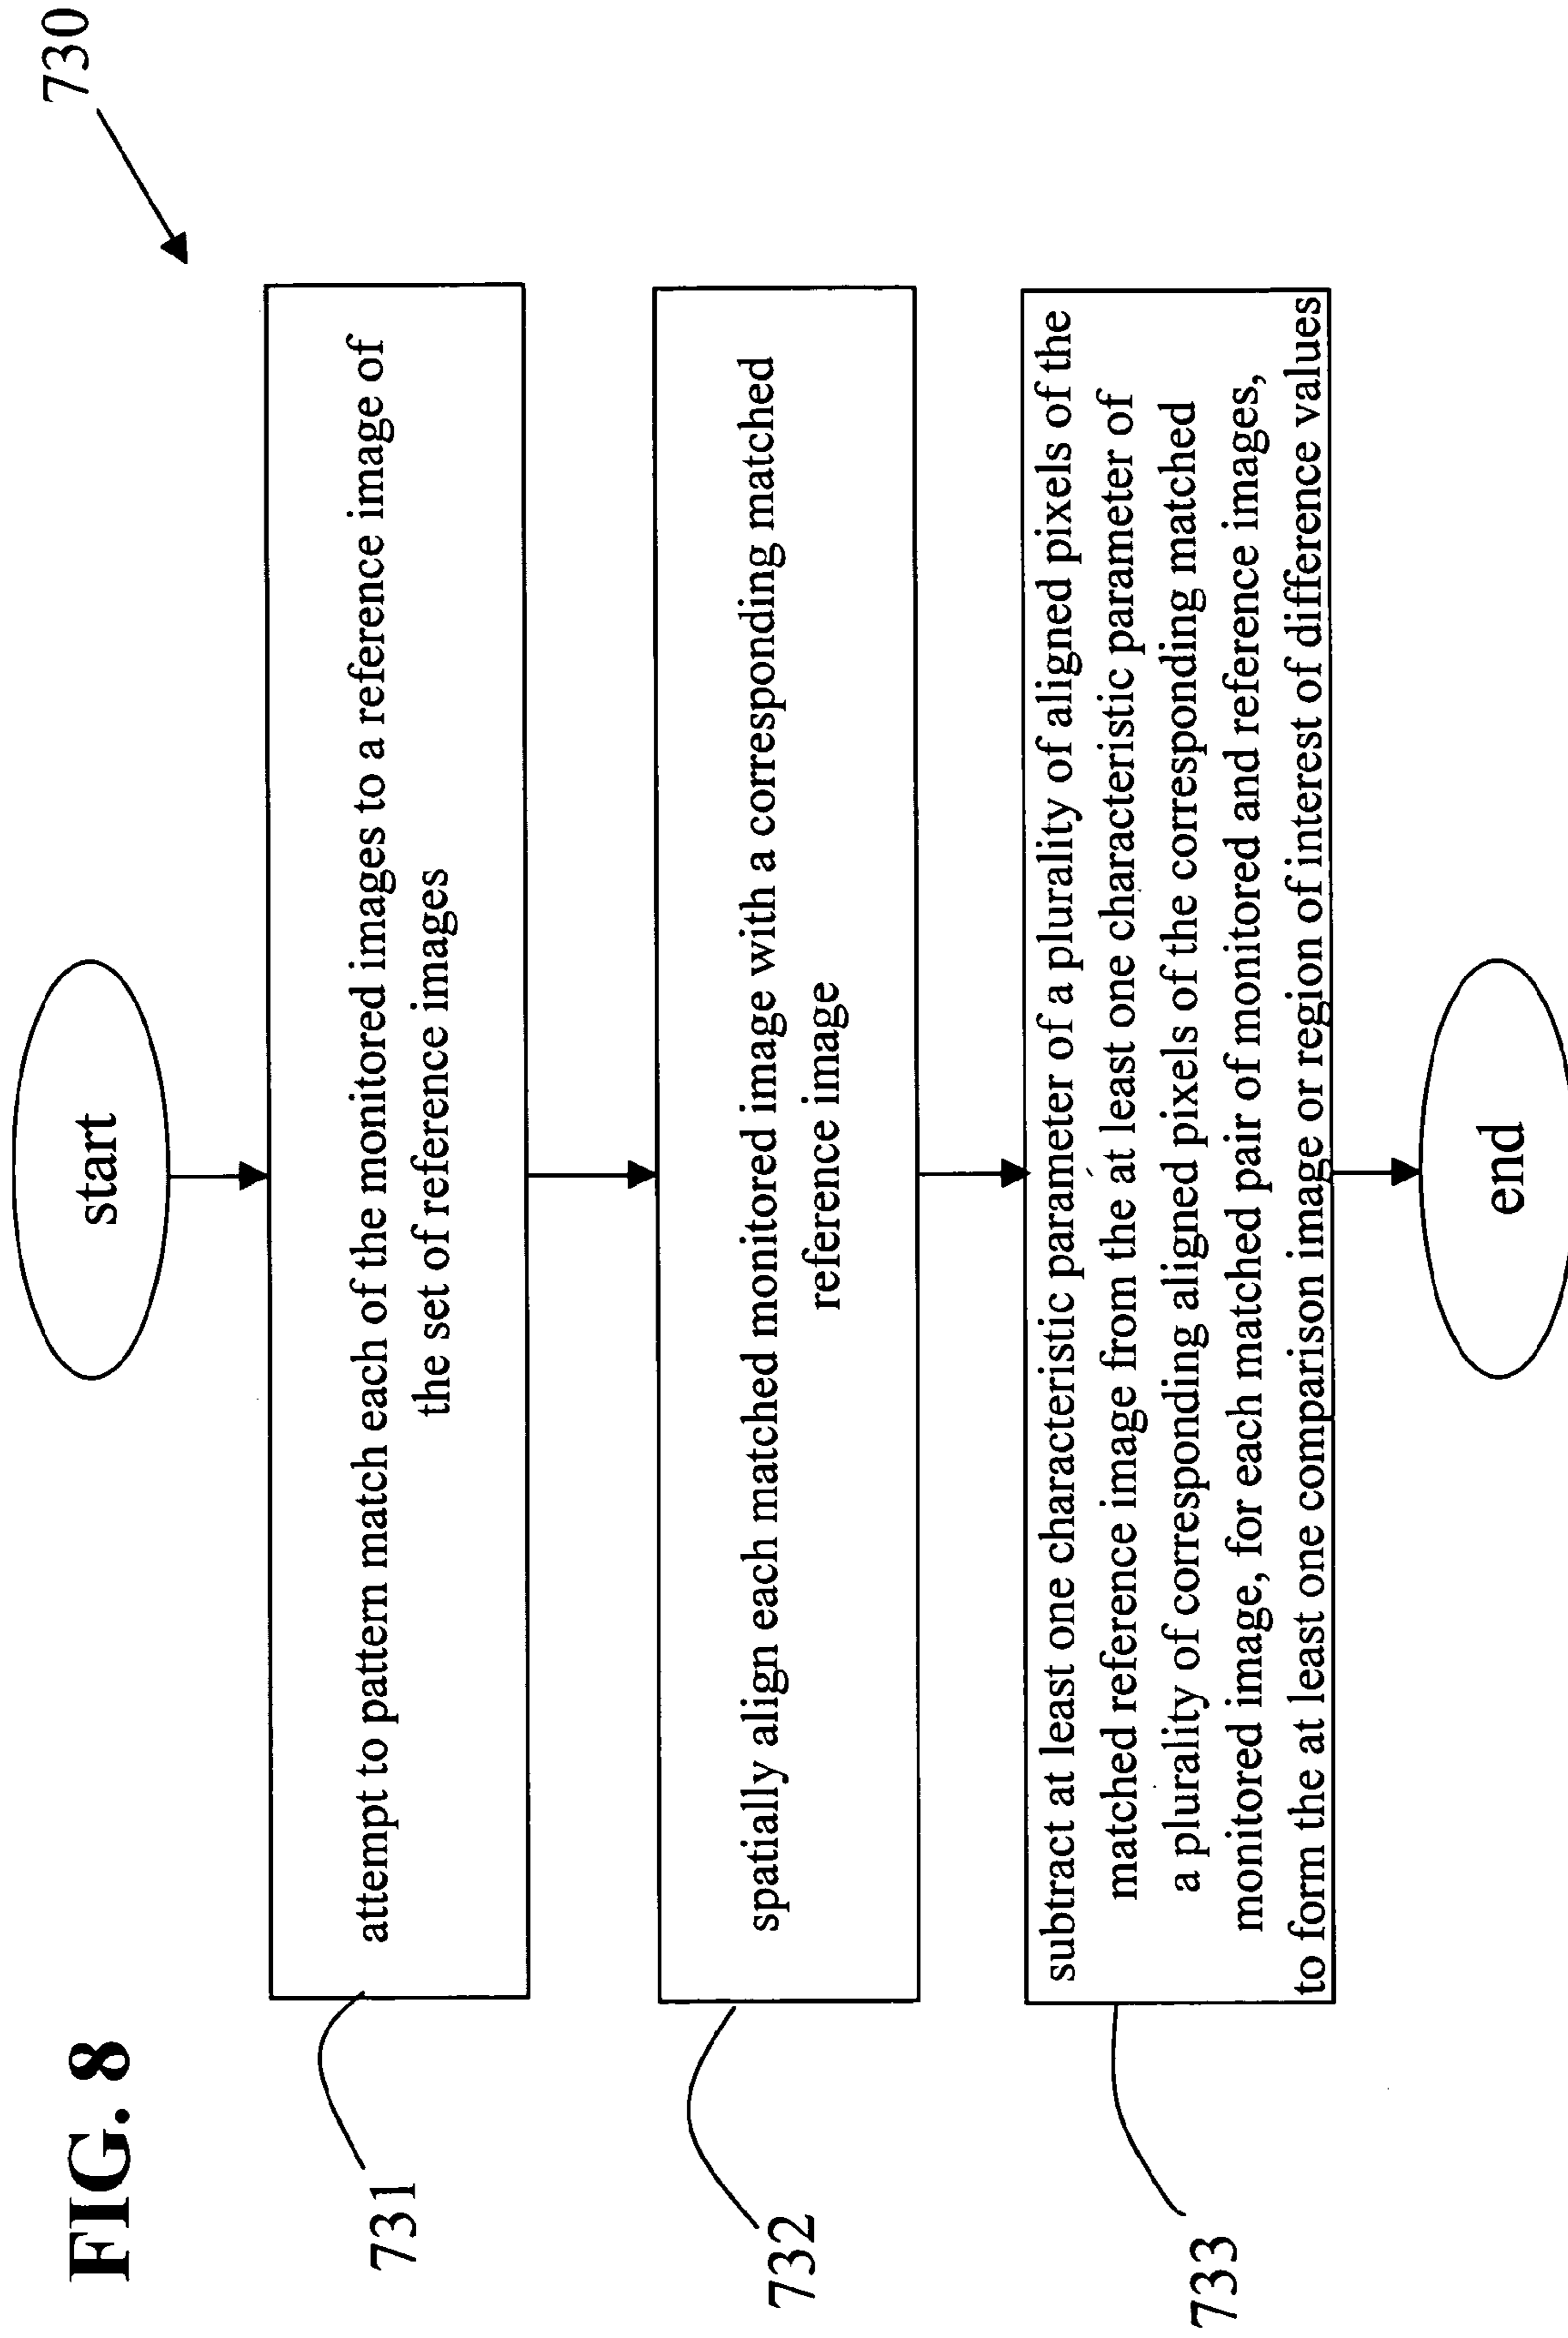 FIG. 8
730
start
731
attempt to pattern match each of the monitored images to a reference image of
the set of reference images
732
spatially align each matched monitored image with a corresponding matched
reference image
733
subtract at least one characteristic parameter of a plurality of aligned pixels of the
matched reference image from the at least one characteristic parameter of
a plurality of corresponding aligned pixels of the corresponding matched
monitored image, for each matched pair of monitored and reference images,
to form the at least one comparison image or region of interest of difference values
end